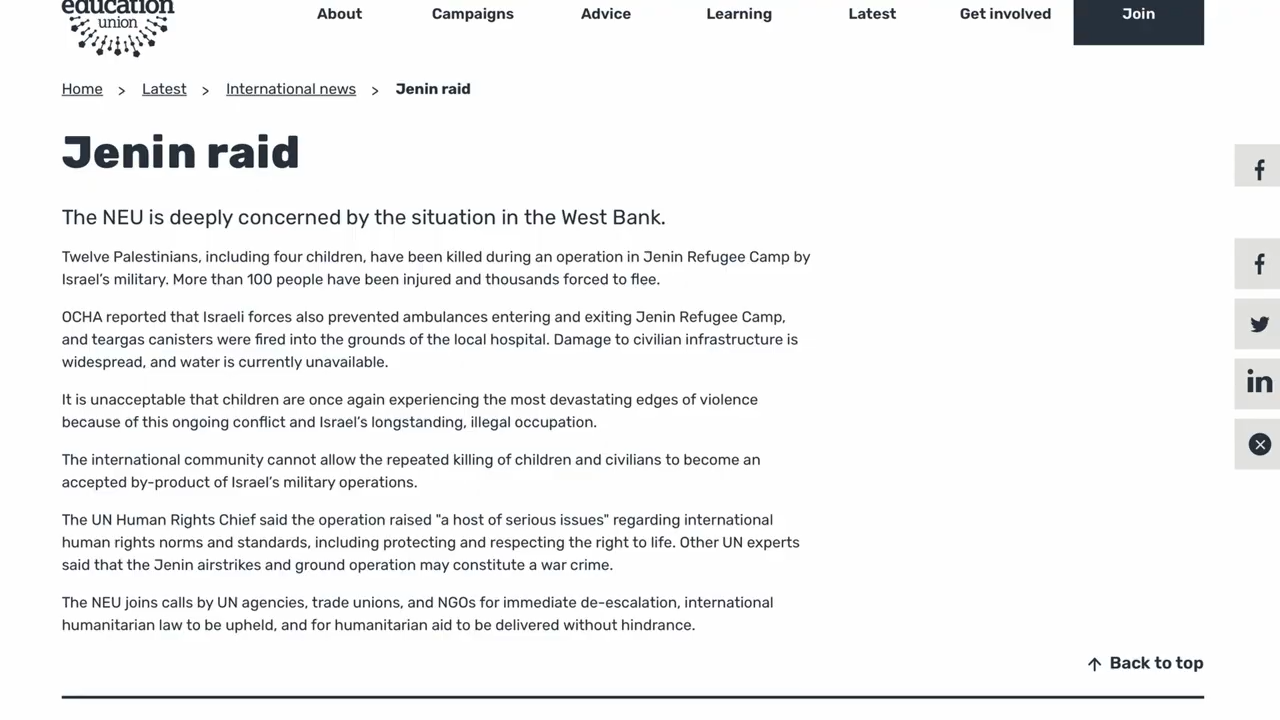 education
union
About
Campaigns
Advice
Learning
Latest
Get involved
Join
Home > Latest > International news > Jenin raid
Jenin raid
The NEU is deeply concerned by the situation in the West Bank.
Twelve Palestinians, including four children, have been killed during an operation in Jenin Refugee Camp by
Israel's military. More than 100 people have been injured and thousands forced to flee.
OCHA reported that Israeli forces also prevented ambulances entering and exiting Jenin Refugee Camp,
and teargas canisters were fired into the grounds of the local hospital. Damage to civilian infrastructure is
widespread, and water is currently unavailable.
It is unacceptable that children are once again experiencing the most devastating edges of violence
because of this ongoing conflict and Israel's longstanding, illegal occupation.
The international community cannot allow the repeated killing of children and civilians to become an
accepted by-product of Israel's military operations.
The UN Human Rights Chief said the operation raised "a host of serious issues" regarding international
human rights norms and standards, including protecting and respecting the right to life. Other UN experts
said that the Jenin airstrikes and ground operation may constitute a war crime.
The NEU joins calls by UN agencies, trade unions, and NGOs for immediate de-escalation, international
humanitarian law to be upheld, and for humanitarian aid to be delivered without hindrance.
Back to top